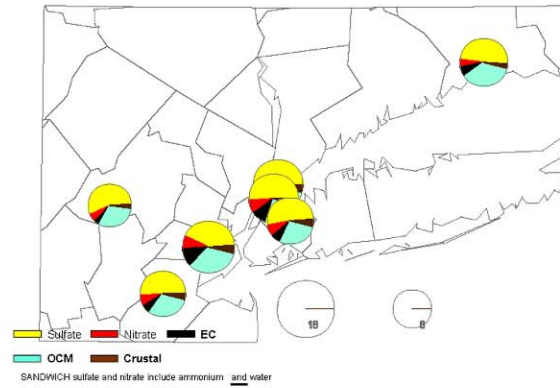 18
8
Sulfate Nitrate EC
OCM Crustal
SANDWICH sulfate and nitrate include ammonium and water